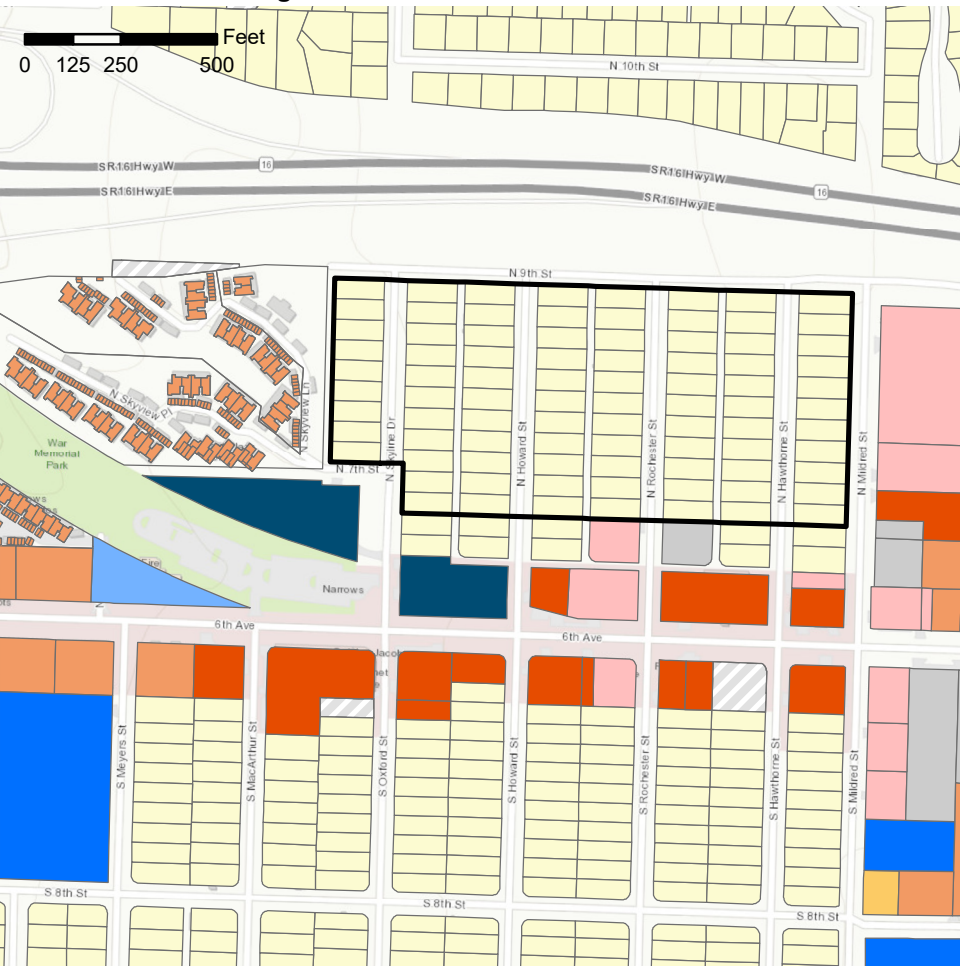 Feet
0 125 250 500
N 10th St
SR16 Hwy W
16
SR16 Hwy W
SR16 Hwy E
16
SR16 Hwy E
N 9th St
N Skyview Pl
N Skyview Ln
N Skyline Dr
N Howard St
N Rochester St
N Hawthorne St
N Mildred St
War
Memorial
Park
N 7th St
Narrows
6th Ave
6th Ave
S Meyers St
S MacArthur St
S Oxford St
S Howard St
S Rochester St
S Hawthorne St
S Mildred St
S 8th St
S 8th St
S 8th St